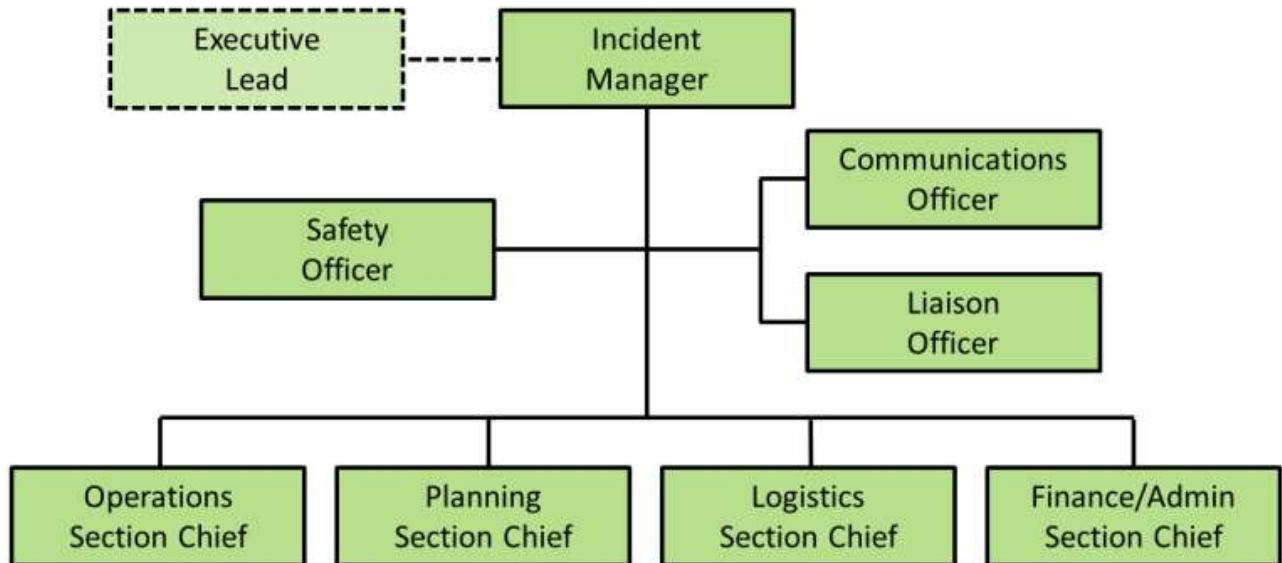 Executive
Lead
Incident
Manager
Communications
Officer
Safety
Officer
Liaison
Officer
Operations
Section Chief
Planning
Section Chief
Logistics
Section Chief
Finance/Admin
Section Chief